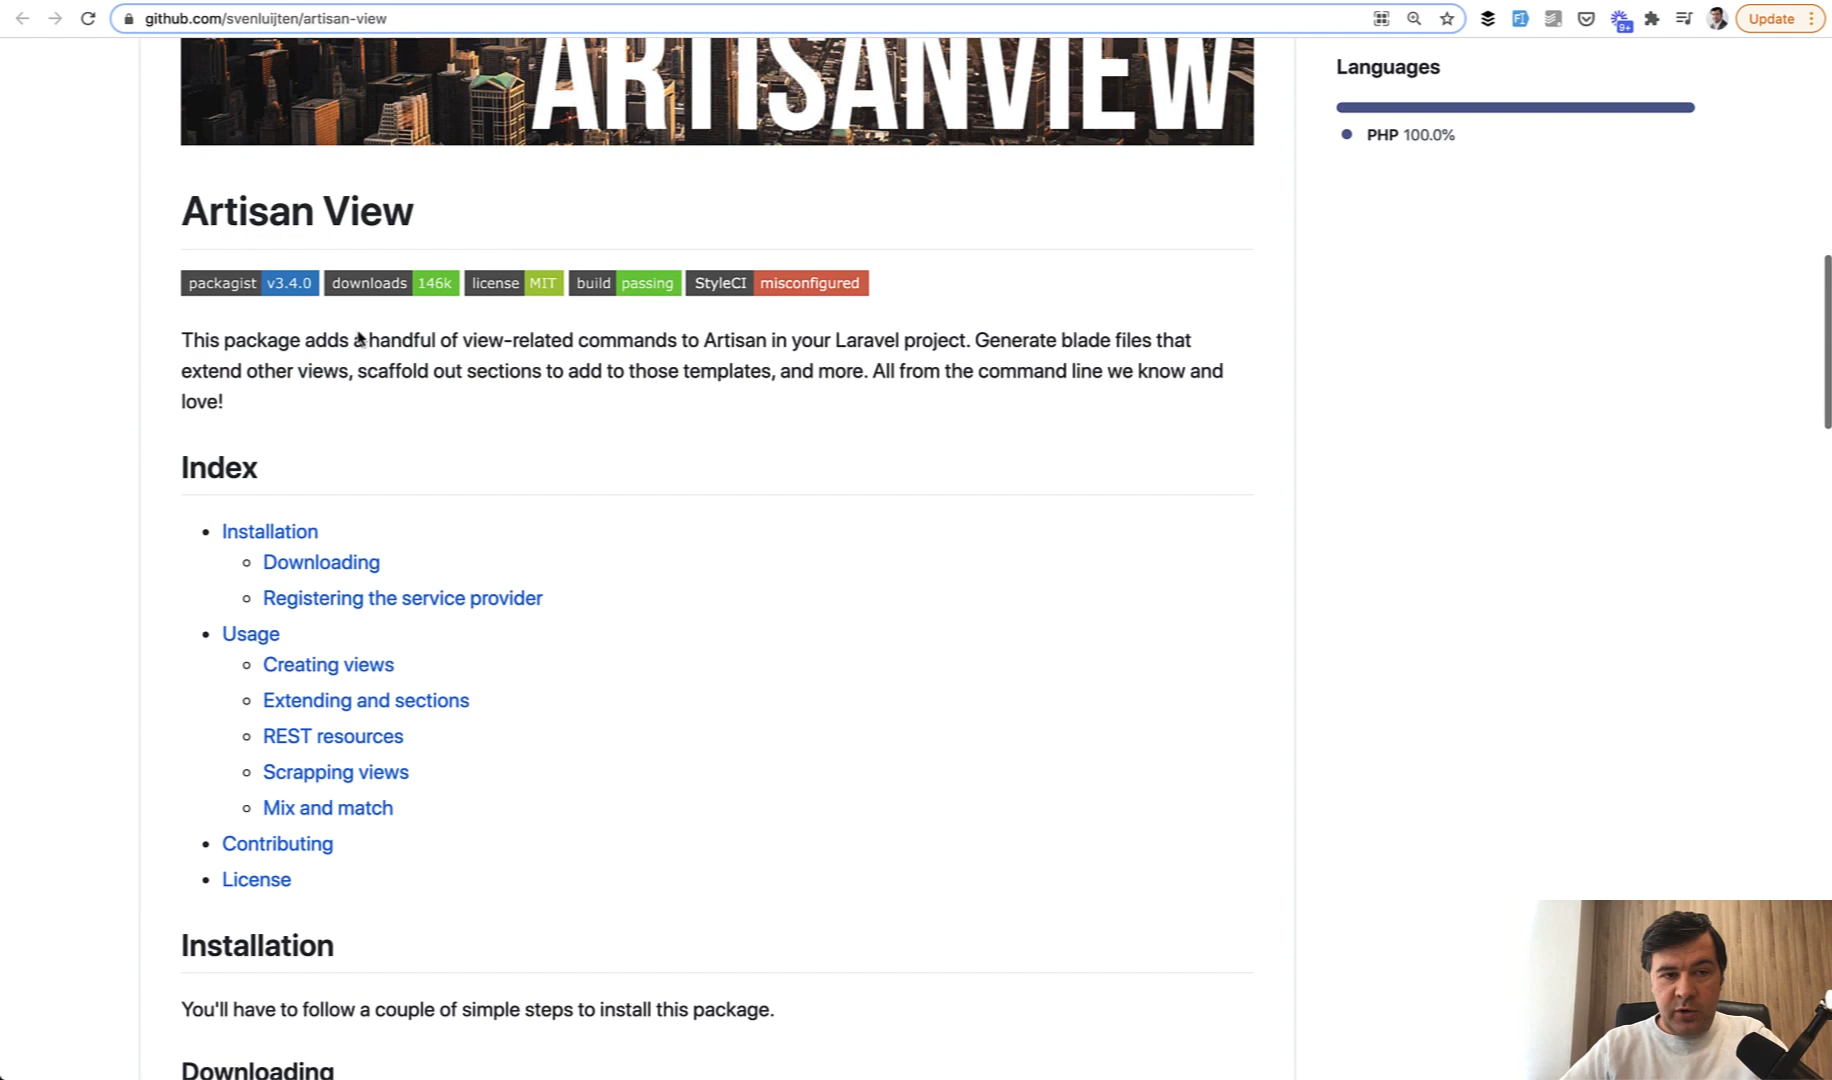 github.com/svenluijten/artisan-view
9+
Update
ARTISANVIEW
Languages
PHP 100.0%
Artisan View
packagist v3.4.0 downloads 146k license MIT build passing StyleCI misconfigured
This package adds a handful of view-related commands to Artisan in your Laravel project. Generate blade files that
extend other views, scaffold out sections to add to those templates, and more. All from the command line we know and
love!
Index
Installation
Downloading
Registering the service provider
Usage
Creating views
Extending and sections
REST resources
Scrapping views
Mix and match
Contributing
License
Installation
You'll have to follow a couple of simple steps to install this package.
Downloading